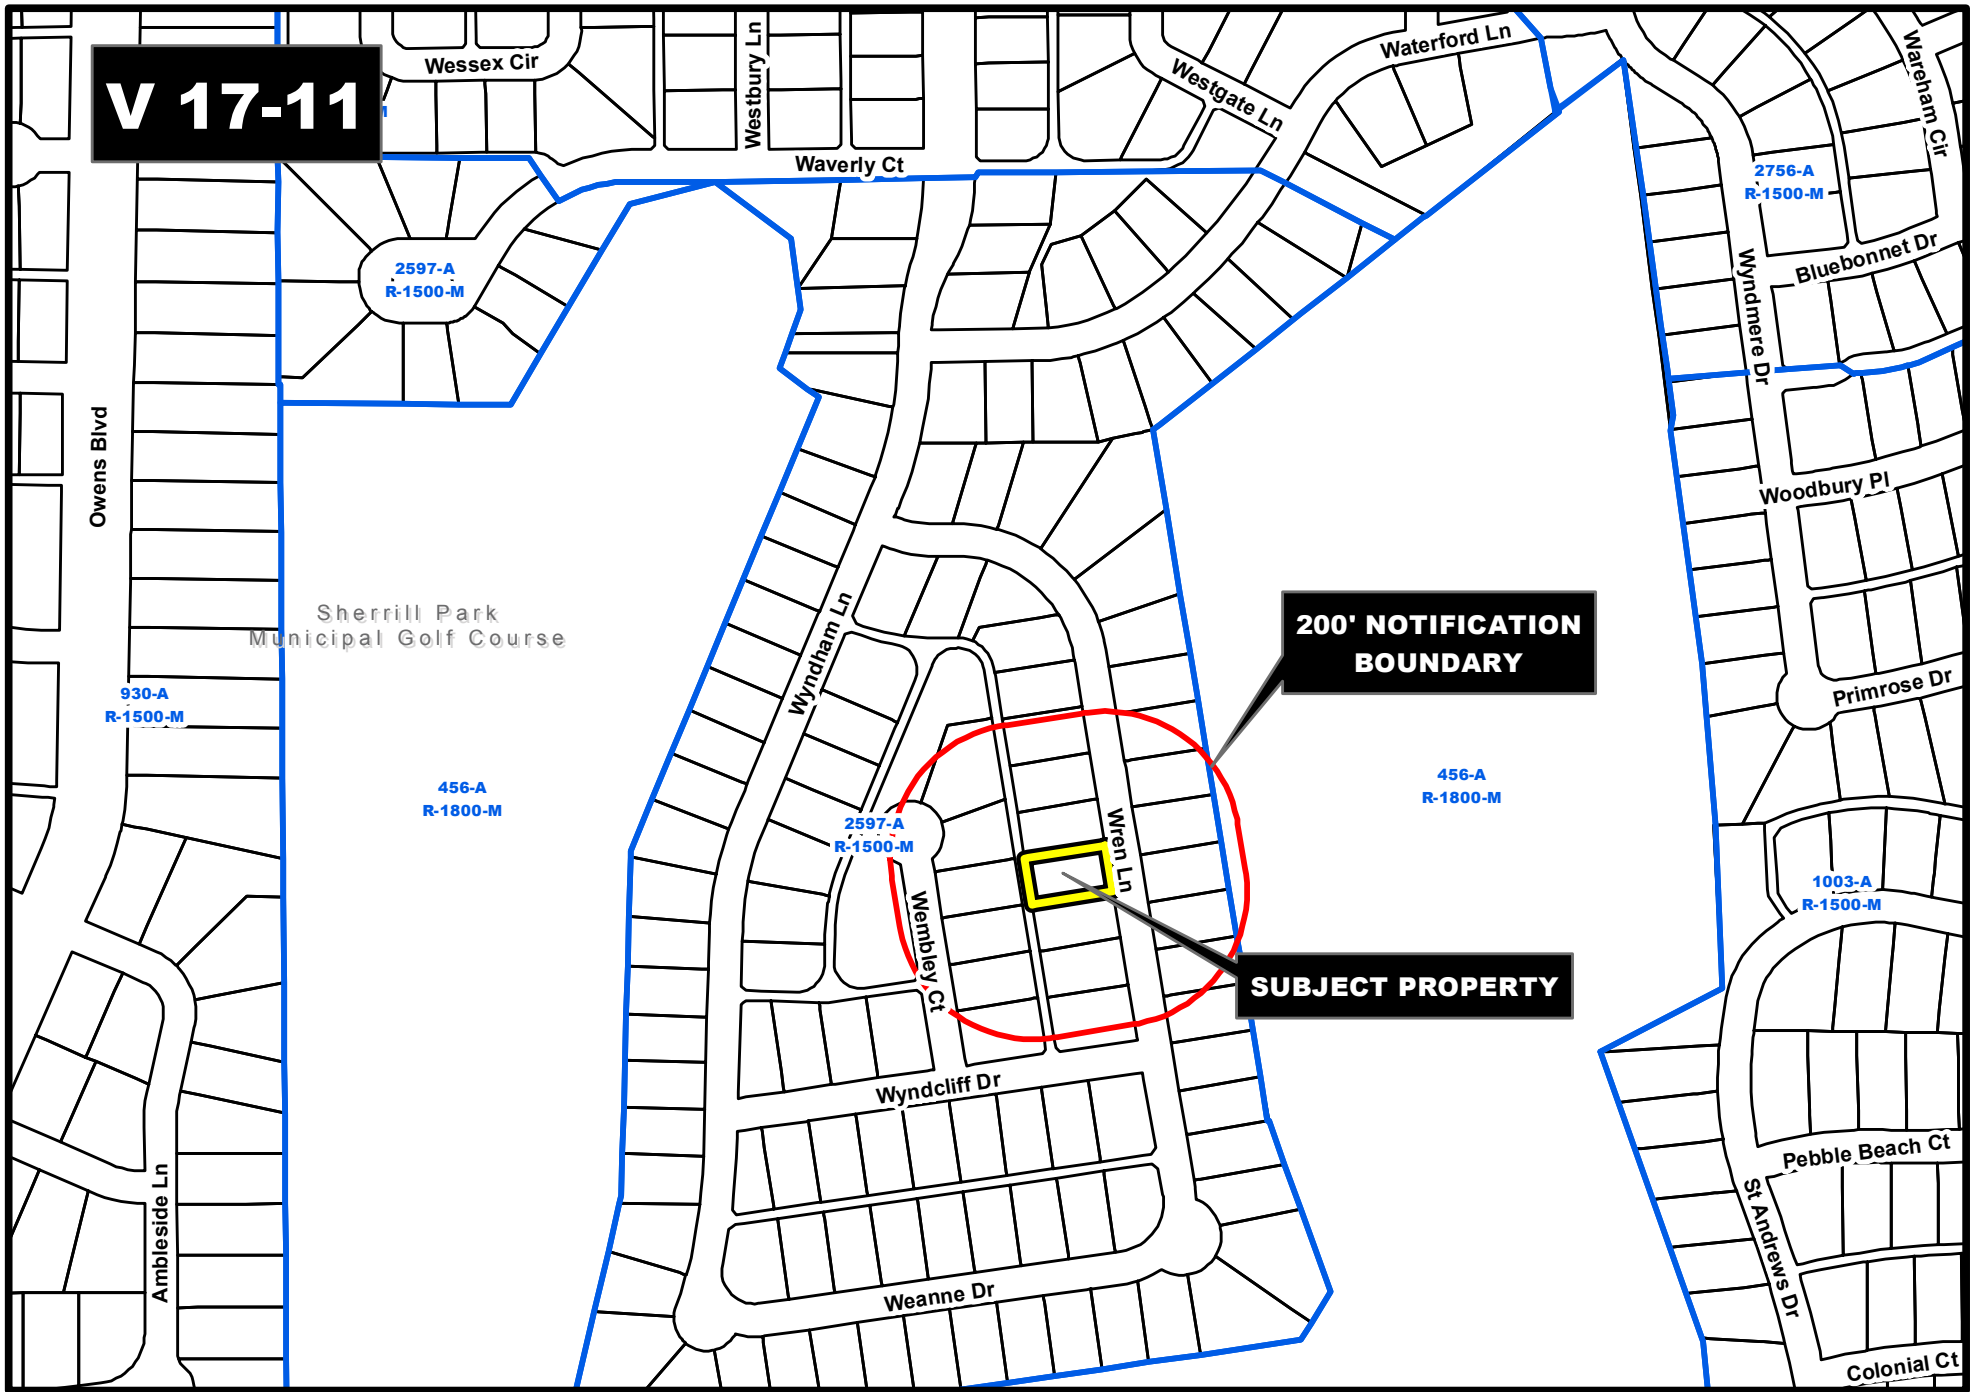 V 17-11
M
Wessex Cir
Westbury Ln
Westgate Ln
Waterford Ln
Wareham Cir
Waverly Ct
2756-A
R-1500-M
Bluebonnet Dr
2597-A
R-1500-M
Wyndmere Dr
Owens Blvd
Woodbury Pl
Sherrill Park
Municipal Golf Course
Wyndham Ln
200' NOTIFICATION
BOUNDARY
930-A
R-1500-M
Primrose Dr
456-A
R-1800-M
456-A
R-1800-M
2597-A
R-1500-M
Wren Ln
1003-A
R-1500-M
Wembley Ct
SUBJECT PROPERTY
Wyndcliff Dr
Pebble Beach Ct
Ambleside Ln
St Andrews Dr
Weanne Dr
Colonial Ct